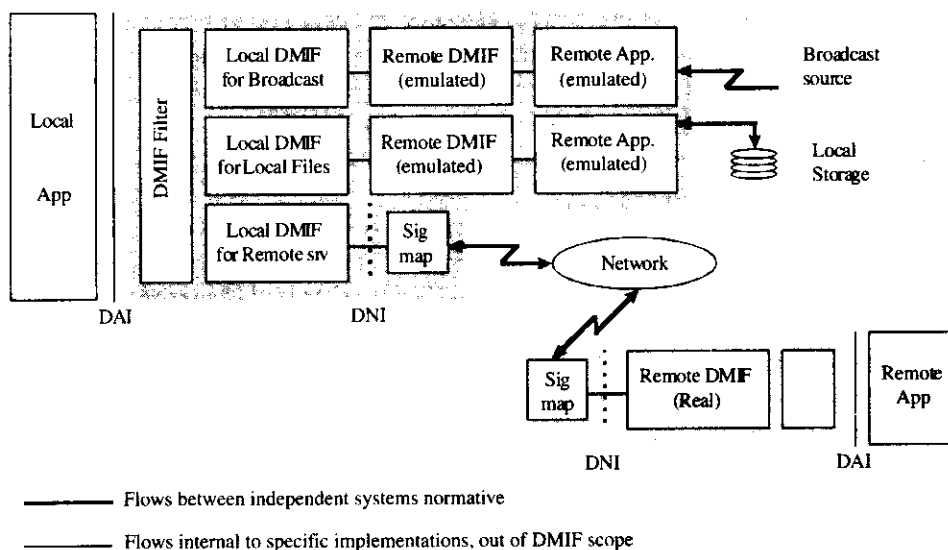 Local
App
DMIF Filter
Local DMIF
for Broadcast
Remote DMIF
(emulated)
Remote App.
(emulated)
Broadcast
source
Local DMIF
for Local Files
Remote DMIF
(emulated)
Remote App.
(emulated)
Local
Storage
Local DMIF
for Remote srv
Sig
map
Network
DAI
DNI
Sig
map
Remote DMIF
(Real)
Remote
App
DNI
DAI
Flows between independent systems normative
Flows internal to specific implementations, out of DMIF scope